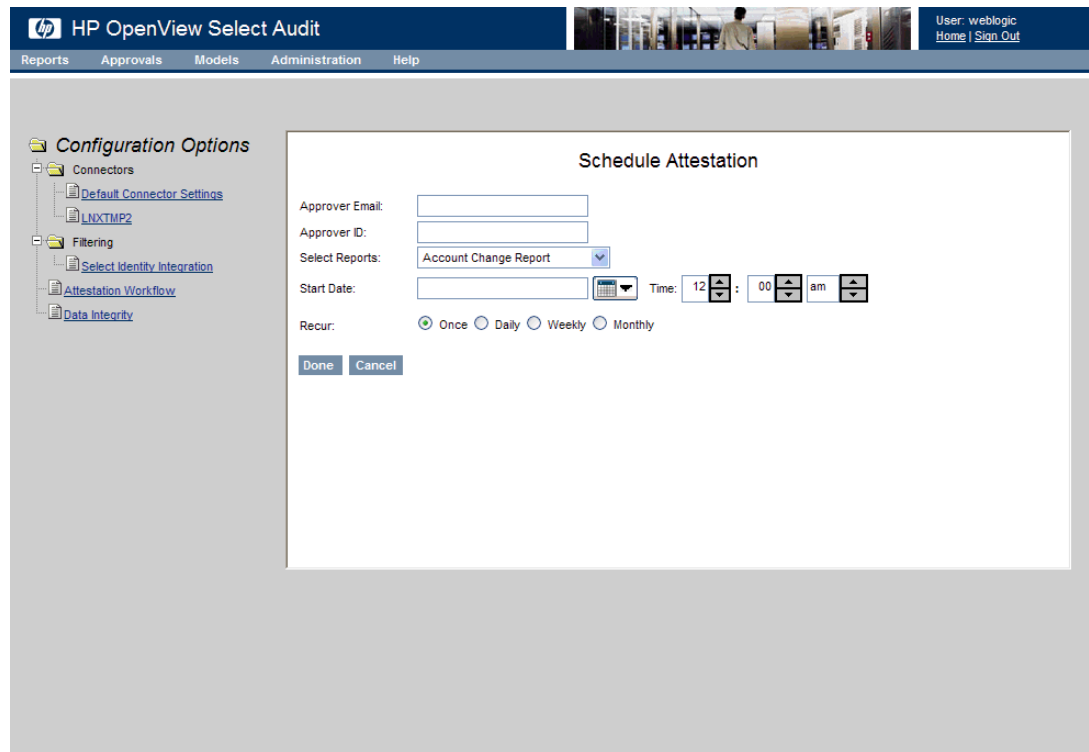 hp HP OpenView Select Audit
User: weblogic
Home | Sign Out
Reports Approvals Models Administration Help
Configuration Options
Connectors
Default Connector Settings
LNXTMP2
Filtering
Select Identity Integration
Attestation Workflow
Data Integrity
Schedule Attestation
Approver Email:
Approver ID:
Select Reports: Account Change Report
Start Date: Time: 12 : 00 am
Recur: Once Daily Weekly Monthly
Done Cancel